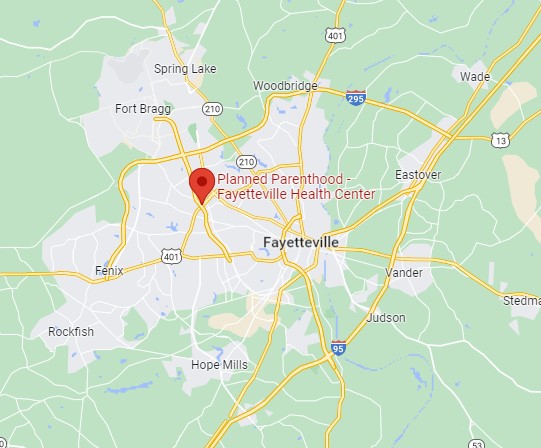 401
Spring Lake
Wade
Woodbridge
295
Fort Bragg
210
13
210
Planned Parenthood -
Fayetteville Health Center
Eastover
Fayetteville
401
Fenix
Vander
Stedma
Judson
Rockfish
95
Hope Mills
53